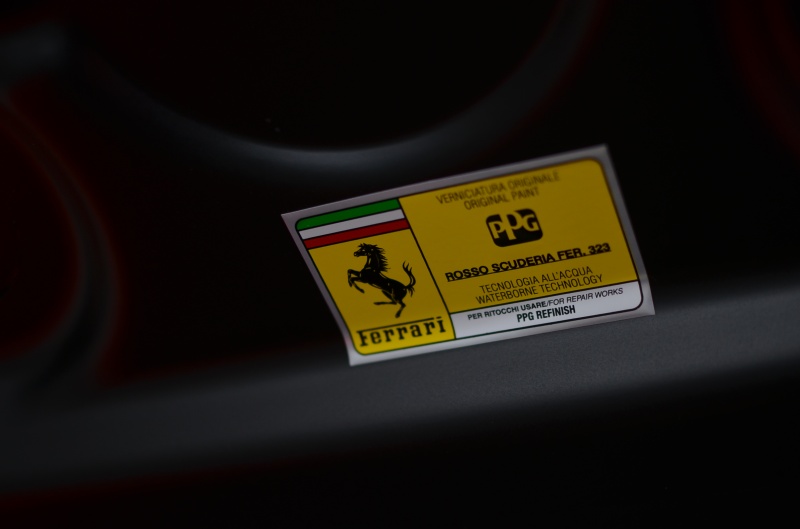 VERNICIATURA ORIGINALE
ORIGINAL PAINT
PPG
ROSSO SCUDERIA FER. 323
TECNOLOGIA ALL'ACQUA
WATERBORNE TECHNOLOGY
PER RITOCCHI USARE/FOR REPAIR WORKS
PPG REFINISH
Ferrari